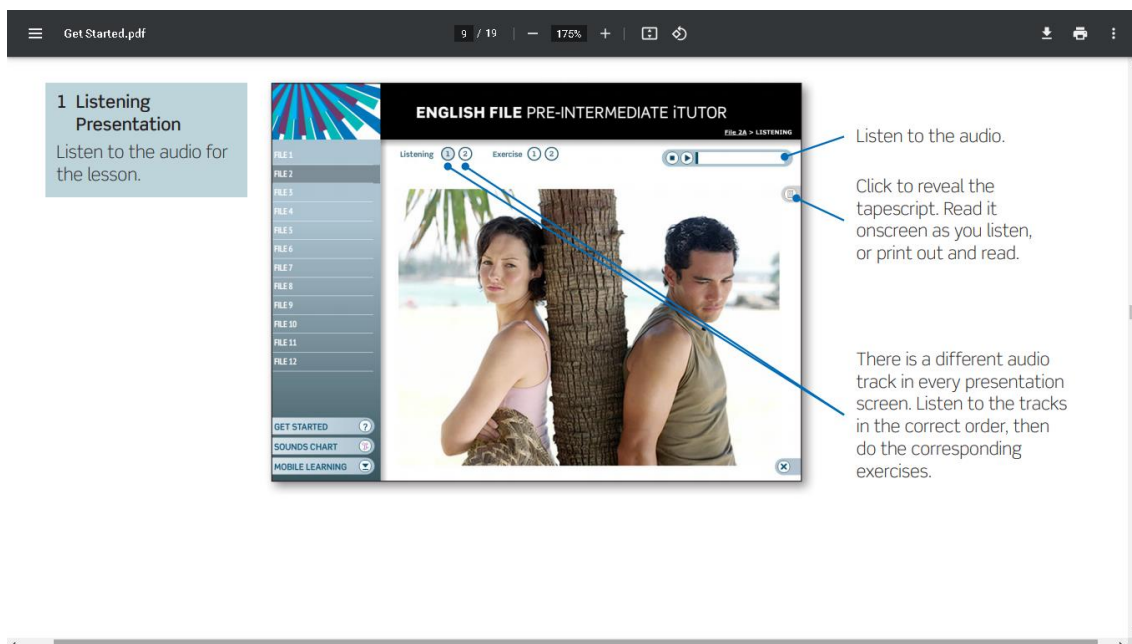 Get Started.pdf
9 / 19
175%
1 Listening
Presentation
Listen to the audio for
the lesson.
ENGLISH FILE PRE-INTERMEDIATE iTUTOR
File 2A > LISTENING
Listening 1 2 Exercise 1 2
FILE 1
FILE 2
FILE 3
FILE 4
FILE 5
FILE 6
FILE 7
FILE 8
FILE 9
FILE 10
FILE 11
FILE 12
GET STARTED ?
SOUNDS CHART
MOBILE LEARNING
Listen to the audio.
Click to reveal the
tapescript. Read it
onscreen as you listen,
or print out and read.
There is a different audio
track in every presentation
screen. Listen to the tracks
in the correct order, then
do the corresponding
exercises.